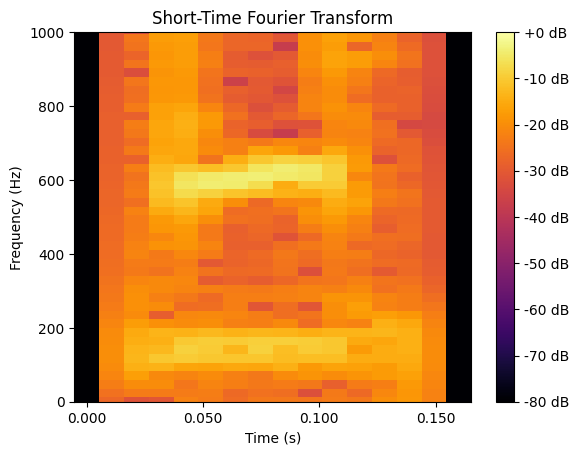 Short-Time Fourier Transform
1000
800
600
400
200
0
Frequency (Hz)
0.000
0.050
0.100
0.150
Time (s)
+0 dB
-10 dB
-20 dB
-30 dB
+40 dB
-50 dB
-60 dB
-70 dB
-80 dB